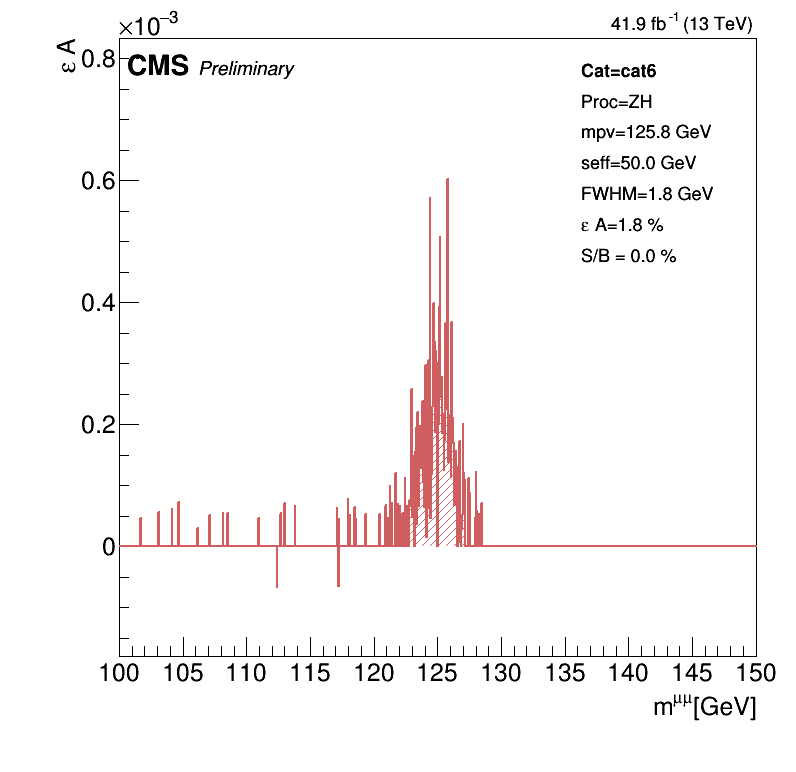 ×10⁻³
41.9 fb⁻¹ (13 TeV)
ε A
CMS Preliminary
Cat=cat6
Proc=ZH
mpv=125.8 GeV
seff=50.0 GeV
FWHM=1.8 GeV
ε A=1.8 %
S/B = 0.0 %
0.8
0.6
0.4
0.2
0
100 105 110 115 120 125 130 135 140 145 150
m^μμ[GeV]